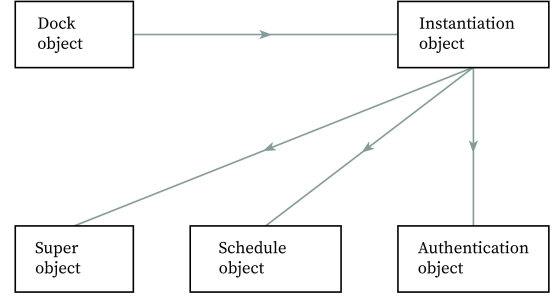 Dock
object
Instantiation
object
Super
object
Schedule
object
Authentication
object